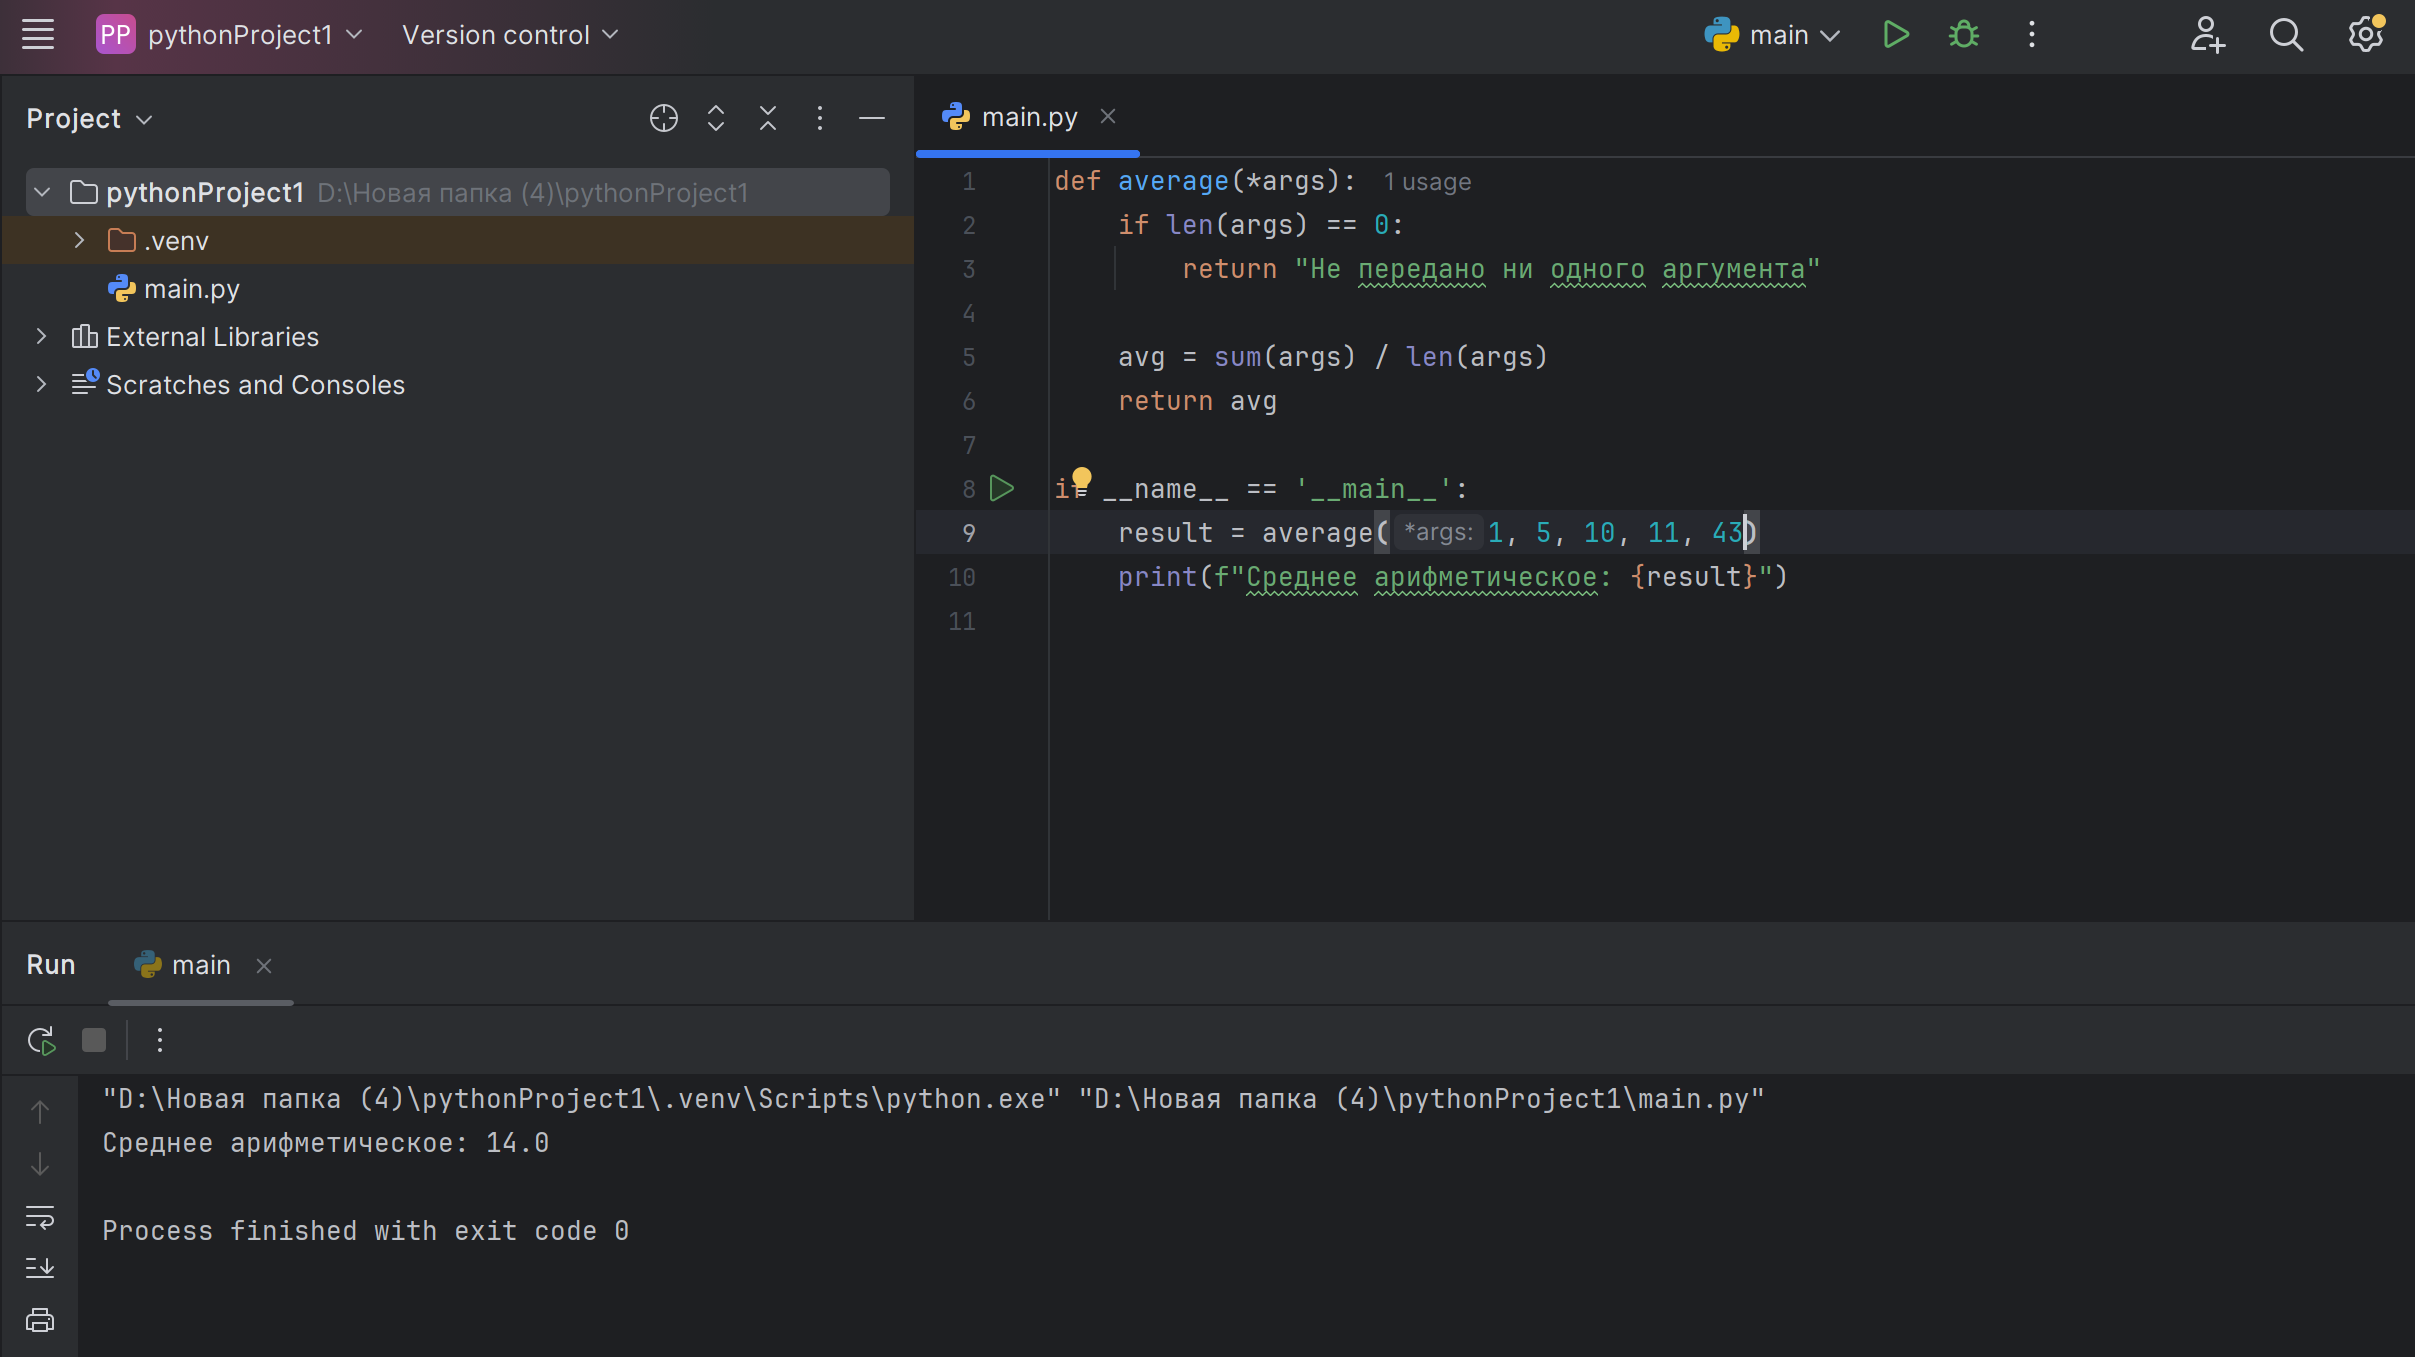 PP pythonProject1 Version control main
Project
main.py
pythonProject1 D:\Новая папка (4)\pythonProject1
.venv
main.py
External Libraries
Scratches and Consoles
1 def average(*args): 1 usage
2 if len(args) == 0:
3 return "Не передано ни одного аргумента"
4
5 avg = sum(args) / len(args)
6 return avg
7
8 if __name__ == '__main__':
9 result = average( *args: 1, 5, 10, 11, 43)
10 print(f"Среднее арифметическое: {result}")
11
Run main
"D:\Новая папка (4)\pythonProject1\.venv\Scripts\python.exe" "D:\Новая папка (4)\pythonProject1\main.py"
Среднее арифметическое: 14.0
Process finished with exit code 0